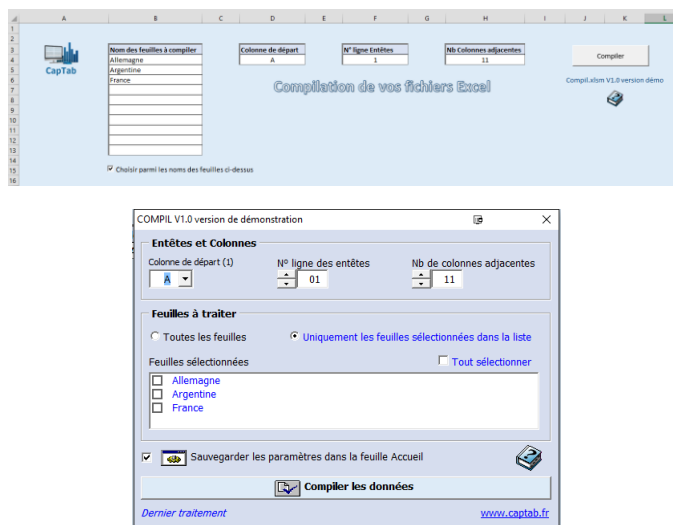 A B C D E F G H I J K L
1
2
3 Nom des feuilles à compiler Colonne de départ N° ligne Entêtes Nb Colonnes adjacentes
4 Allemagne A 1 11 Compiler
5 CapTab Argentine
6 France Compilation de vos fichiers Excel Compil.xlsm V1.0 version démo
7
8
9
10
11
12
13
14
15 Choisir parmi les noms des feuilles ci-dessus
16
COMPIL V1.0 version de démonstration
Entêtes et Colonnes
Colonne de départ (1) Nº ligne des entêtes Nb de colonnes adjacentes
A 01 11
Feuilles à traiter
Toutes les feuilles Uniquement les feuilles sélectionnées dans la liste
Feuilles sélectionnées Tout sélectionner
Allemagne
Argentine
France
Sauvegarder les paramètres dans la feuille Accueil
Compiler les données
Dernier traitement www.captab.fr